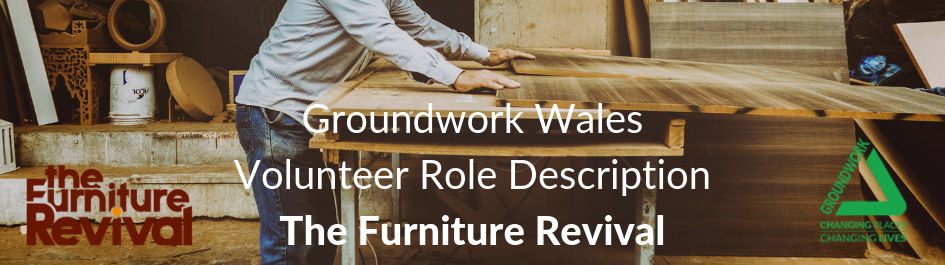 Groundwork Wales
Volunteer Role Description
The Furniture Revival
the
Furniture
Revival
GROUNDWORK
CHANGING PLACES
CHANGING LIVES